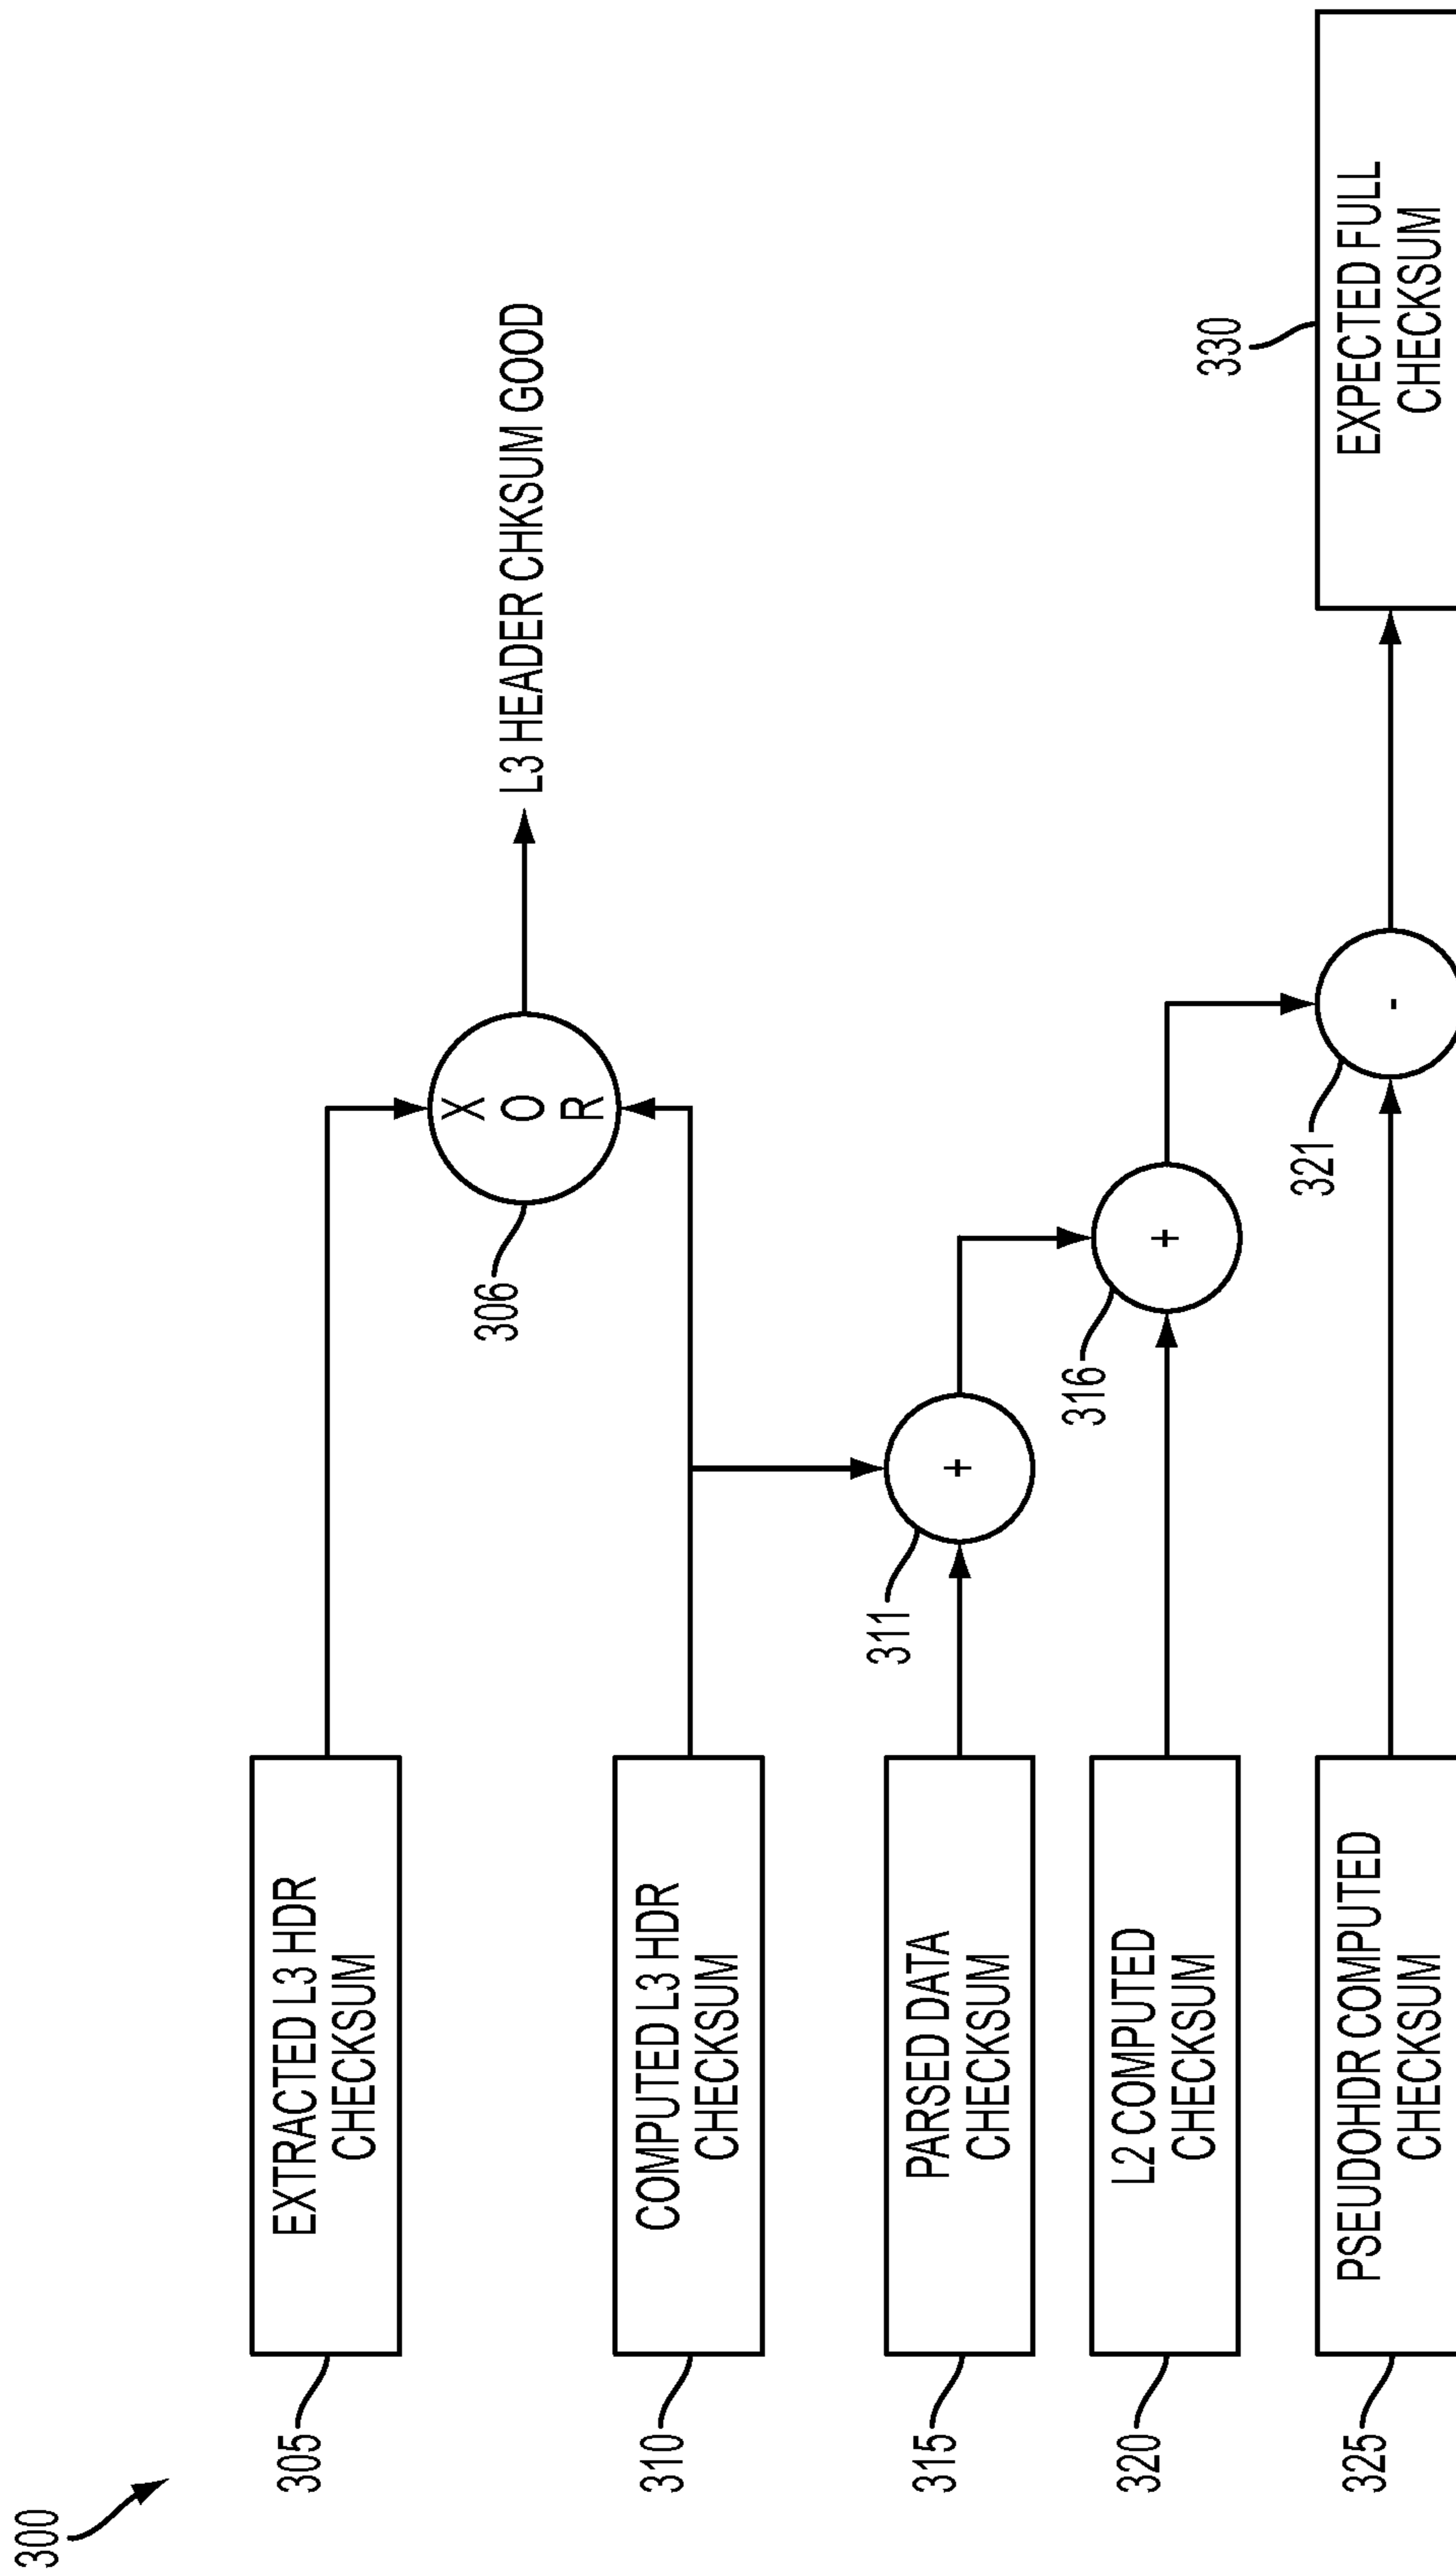 300
305
EXTRACTED L3 HDR
CHECKSUM
X
O
R
306
L3 HEADER CHKSUM GOOD
310
COMPUTED L3 HDR
CHECKSUM
311
+
315
PARSED DATA
CHECKSUM
316
+
320
L2 COMPUTED
CHECKSUM
321
-
325
PSEUDOHDR COMPUTED
CHECKSUM
330
EXPECTED FULL
CHECKSUM